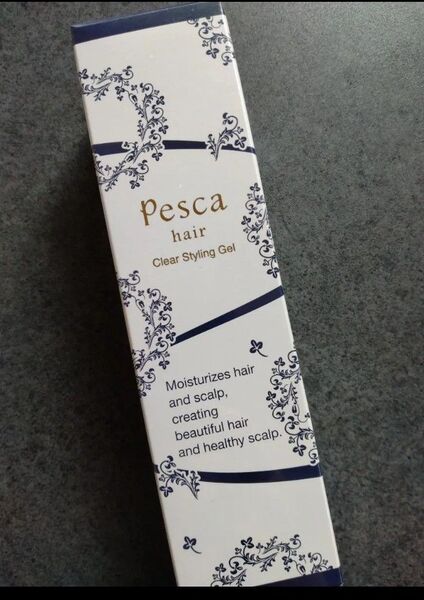 Pesca
hair
Clear Styling Gel
Moisturizes hair
and scalp,
creating
beautiful hair
and healthy scalp.